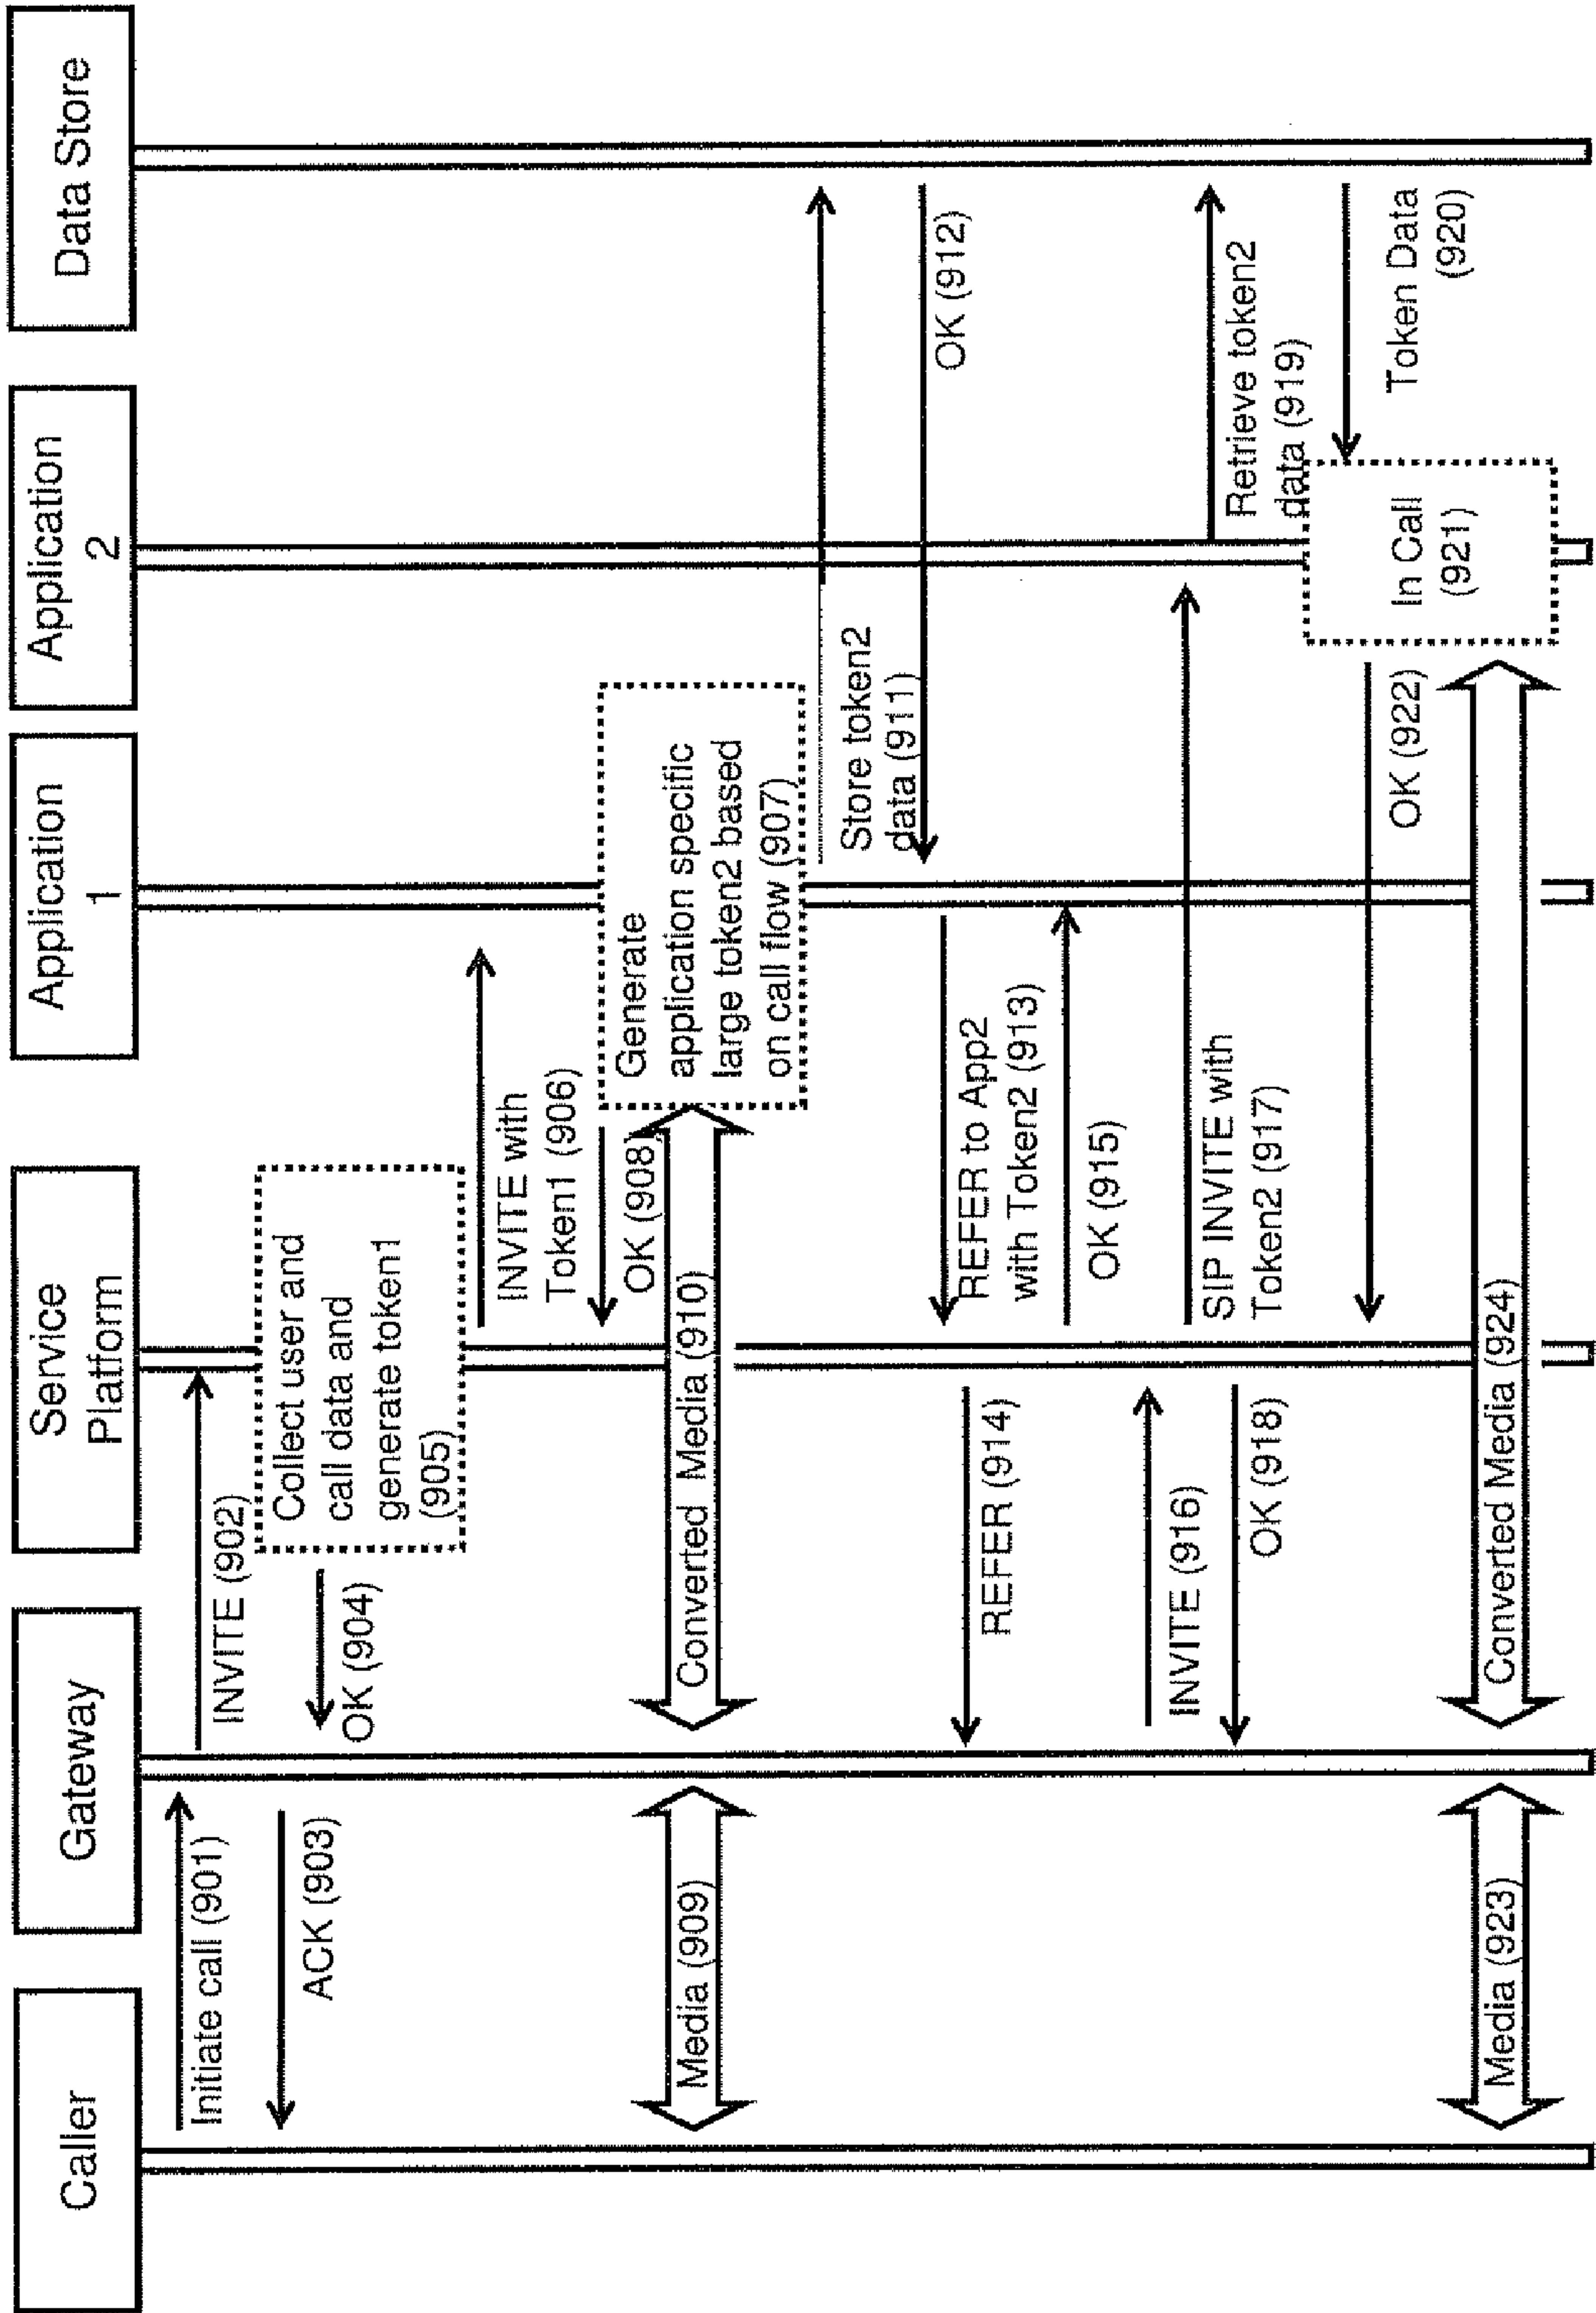 Caller
Gateway
Service
Platform
Application
1
Application
2
Data Store
Initiate call (901)
INVITE (902)
ACK (903)
OK (904)
Collect user and
call data and
generate token1
(905)
INVITE with
Token1 (906)
OK (908)
Generate
application specific
large token2 based
on call flow (907)
Media (909)
Converted Media (910)
Store token2
data (911)
OK (912)
REFER to App2
with Token2 (913)
REFER (914)
OK (915)
INVITE (916)
SIP INVITE with
Token2 (917)
OK (918)
Retrieve token2
data (919)
Token Data
(920)
In Call
(921)
OK (922)
Media (923)
Converted Media (924)